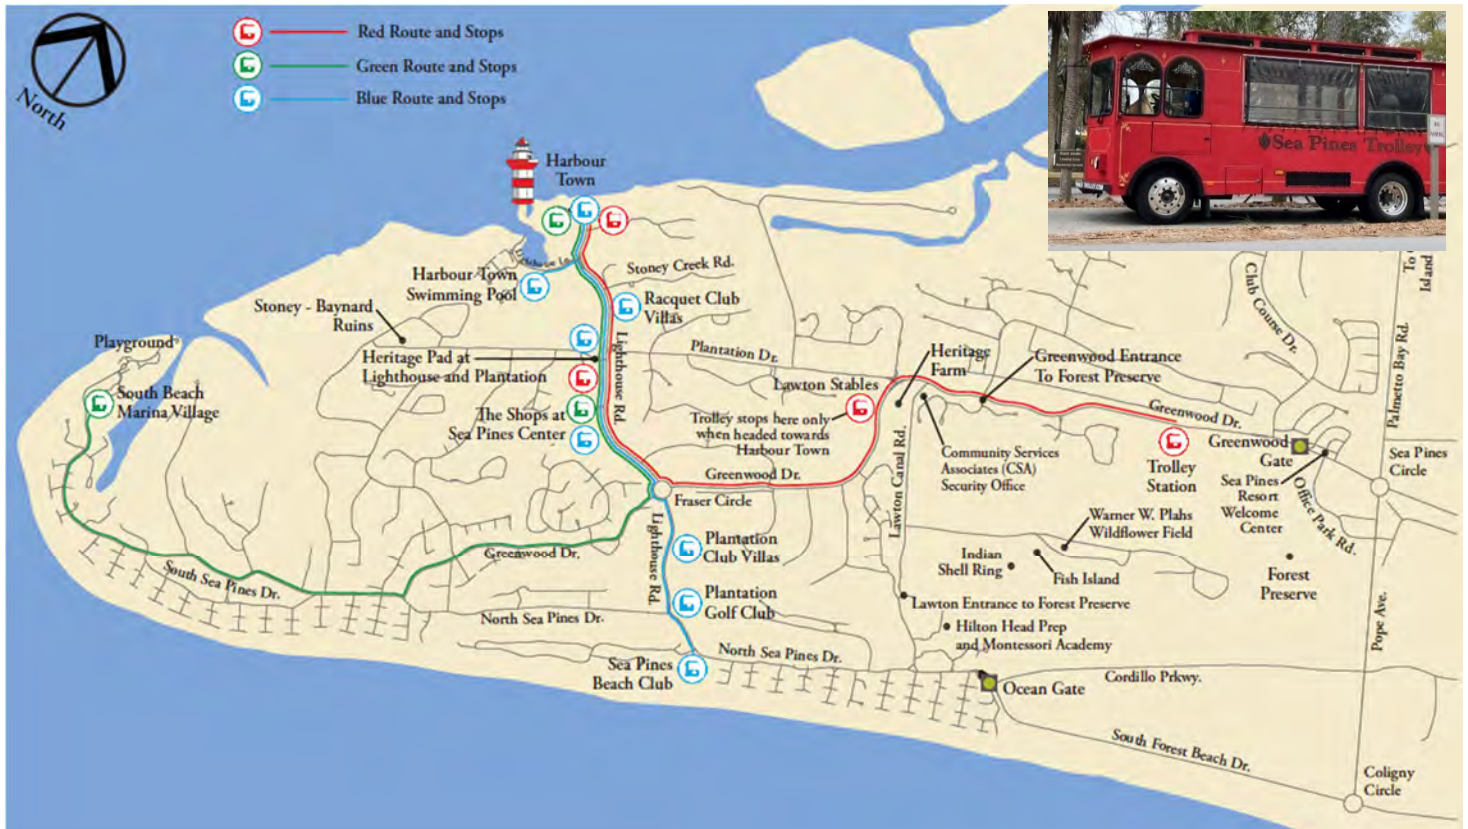 North
Red Route and Stops
Green Route and Stops
Blue Route and Stops
Sea Pines Trolley
Harbour
Town
Lighthouse Ln.
Harbour Town
Swimming Pool
Stoney Creek Rd.
Racquet Club
Villas
Stoney - Baynard
Ruins
Playground
South Beach
Marina Village
Heritage Pad at
Lighthouse and Plantation
Lighthouse Rd.
Plantation Dr.
The Shops at
Sea Pines Center
Lawton Stables
Trolley stops here only
when headed towards
Harbour Town
Heritage
Farm
Greenwood Entrance
To Forest Preserve
Club Course Dr.
To
Island
Palmetto Bay Rd.
Greenwood Dr.
Greenwood
Gate
Trolley
Station
Sea Pines
Circle
Sea Pines
Resort
Welcome
Center
Office Park Rd.
Community Services
Associates (CSA)
Security Office
Lawton Canal Rd.
Greenwood Dr.
Fraser Circle
Lighthouse Rd.
Plantation
Club Villas
Plantation
Golf Club
Warner W. Plahs
Wildflower Field
Indian
Shell Ring
Fish Island
Forest
Preserve
Lawton Entrance to Forest Preserve
Hilton Head Prep
and Montessori Academy
Greenwood Dr.
South Sea Pines Dr.
North Sea Pines Dr.
North Sea Pines Dr.
Sea Pines
Beach Club
Ocean Gate
Cordillo Prkwy.
Pope Ave.
South Forest Beach Dr.
Coligny
Circle